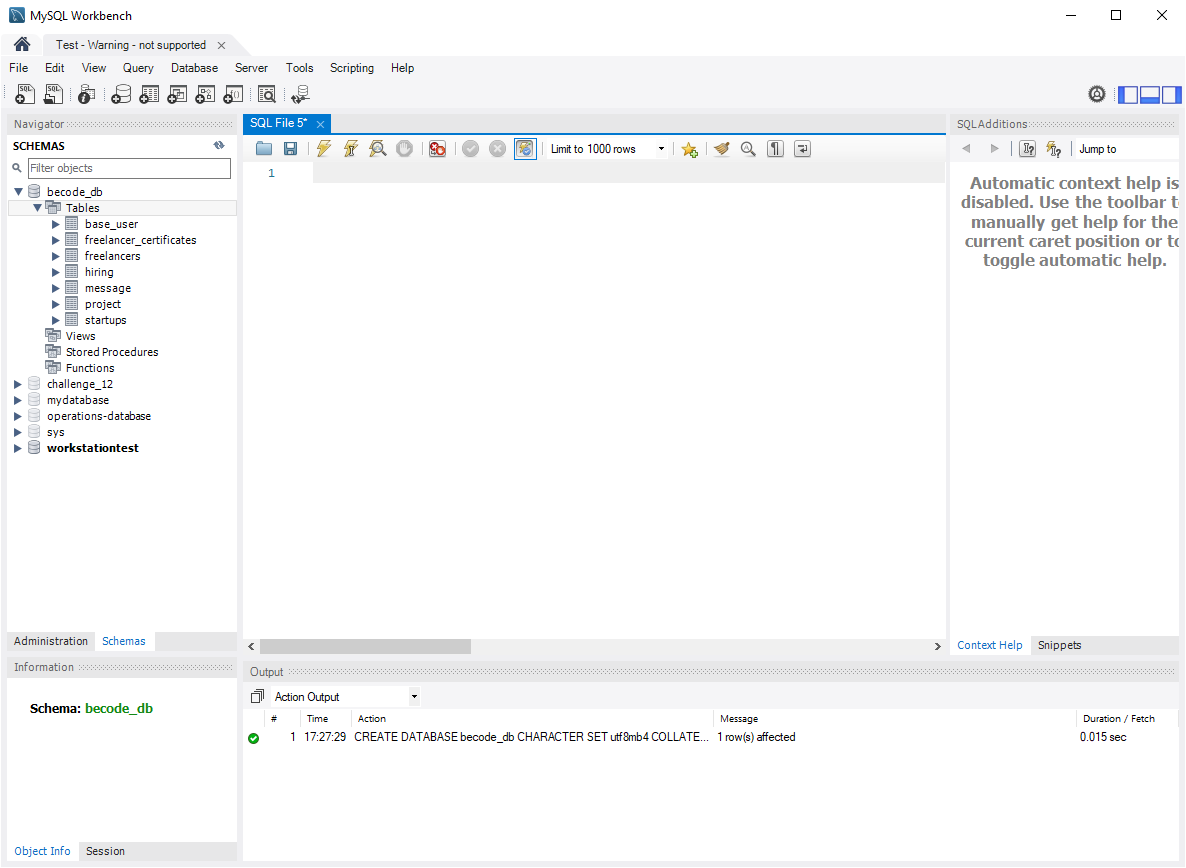 MySQL Workbench
Test - Warning - not supported
File Edit View Query Database Server Tools Scripting Help
Navigator
SCHEMAS
Filter objects
becode_db
Tables
base_user
freelancer_certificates
freelancers
hiring
message
project
startups
Views
Stored Procedures
Functions
challenge_12
mydatabase
operations-database
sys
workstationtest
Administration Schemas
Information
Schema: becode_db
Object Info Session
SQL File 5*
Limit to 1000 rows
1
SQLAdditions
Jump to
Automatic context help is
disabled. Use the toolbar t
manually get help for the
current caret position or to
toggle automatic help.
Context Help Snippets
Output
Action Output
# Time Action Message Duration / Fetch
1 17:27:29 CREATE DATABASE becode_db CHARACTER SET utf8mb4 COLLATE... 1 row(s) affected 0.015 sec